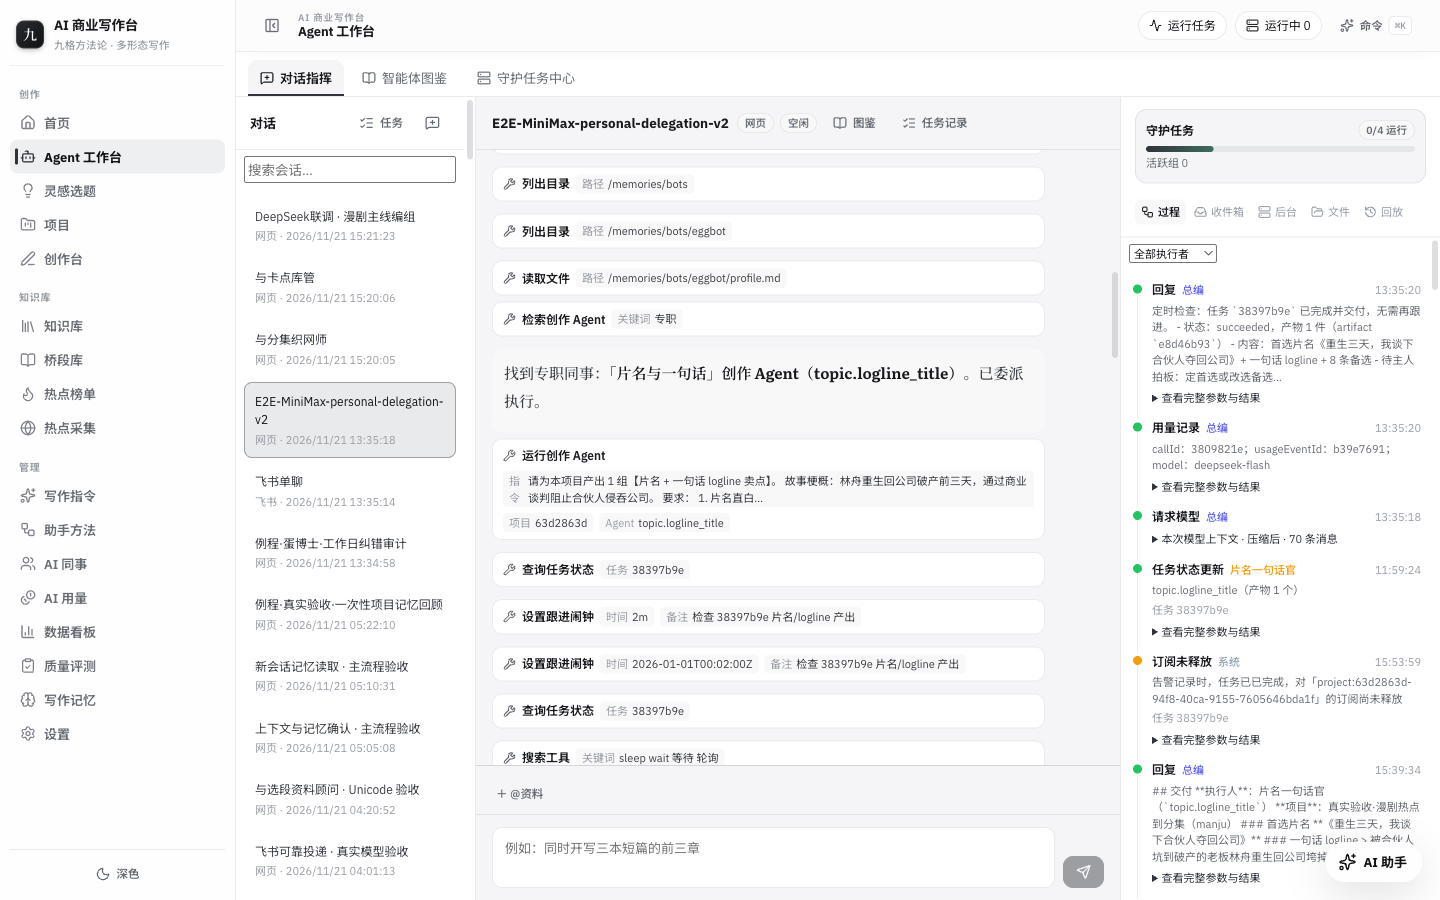 九
AI 商业写作台
九格方法论 · 多形态写作
创作
首页
Agent 工作台
灵感选题
项目
创作台
知识库
知识库
桥段库
热点榜单
热点采集
管理
写作指令
助手方法
AI 同事
AI 用量
数据看板
质量评测
写作记忆
设置
深色
AI 商业写作台
Agent 工作台
运行任务
运行中 0
命令 ⌘K
对话指挥
智能体图鉴
守护任务中心
对话
任务
搜索会话...
DeepSeek联调 · 漫剧主线编组
网页 · 2026/11/21 15:21:23
与卡点库管
网页 · 2026/11/21 15:20:06
与分集织网师
网页 · 2026/11/21 15:20:05
E2E-MiniMax-personal-delegation-
v2
网页 · 2026/11/21 13:35:18
飞书单聊
飞书 · 2026/11/21 13:35:14
例程·蛋博士·工作日纠错审计
网页 · 2026/11/21 13:34:58
例程·真实验收·一次性项目记忆回顾
网页 · 2026/11/21 05:22:10
新会话记忆读取 · 主流程验收
网页 · 2026/11/21 05:10:31
上下文与记忆确认 · 主流程验收
网页 · 2026/11/21 05:05:08
与选段资料顾问 · Unicode 验收
网页 · 2026/11/21 04:20:52
飞书可靠投递 · 真实模型验收
网页 · 2026/11/21 04:01:13
E2E-MiniMax-personal-delegation-v2 网页 空闲 图鉴 任务记录
列出目录 路径 /memories/bots
列出目录 路径 /memories/bots/eggbot
读取文件 路径 /memories/bots/eggbot/profile.md
检索创作 Agent 关键词 专职
找到专职同事：「片名与一句话」创作 Agent（topic.logline_title）。已委派
执行。
运行创作 Agent
指令 请为本项目产出 1 组【片名 + 一句话 logline 卖点】。 故事梗概：林舟重生回公司破产前三天，通过商业
谈判阻止合伙人侵吞公司。 要求： 1. 片名直白...
项目 63d2863d Agent topic.logline_title
查询任务状态 任务 38397b9e
设置跟进闹钟 时间 2m 备注 检查 38397b9e 片名/logline 产出
设置跟进闹钟 时间 2026-01-01T00:02:00Z 备注 检查 38397b9e 片名/logline 产出
查询任务状态 任务 38397b9e
搜索工具 关键词 sleep wait 等待 轮询
@资料
例如：同时开写三本短篇的前三章
守护任务 0/4 运行
活跃组 0
过程
收件箱
后台
文件
回放
全部执行者
回复 总编 13:35:20
定时检查：任务 `38397b9e` 已完成并交付，无需再跟
进。 - 状态：succeeded，产物 1 件（artifact
`e8d46b93`） - 内容：首选片名《重生三天，我谈下
合伙人夺回公司》+ 一句话 logline + 8 条备选 - 待主人
拍板：定首选或改选备选...
查看完整参数与结果
用量记录 总编 13:35:20
callId：3809821e；usageEventId：b39e7691；
model：deepseek-flash
查看完整参数与结果
请求模型 总编 13:35:18
本次模型上下文 · 压缩后 · 70 条消息
任务状态更新 片名一句话官 11:59:24
topic.logline_title（产物 1 个）
任务 38397b9e
查看完整参数与结果
订阅未释放 系统 15:53:59
告警记录时，任务已已完成，对「project:63d2863d-
94f8-40ca-9155-7605646bda1f」的订阅尚未释放
任务 38397b9e
查看完整参数与结果
回复 总编 15:39:34
## 交付 **执行人**：片名一句话官
（`topic.logline_title`） **项目**：真实验收·漫剧热点
到分集（manju） ### 首选片名 **《重生三天，我谈
下合伙人夺回公司》** ### 一句话 logline > 被合伙人
坑到破产的老板林舟重生回公司垮掉
查看完整参数与结果
AI 助手